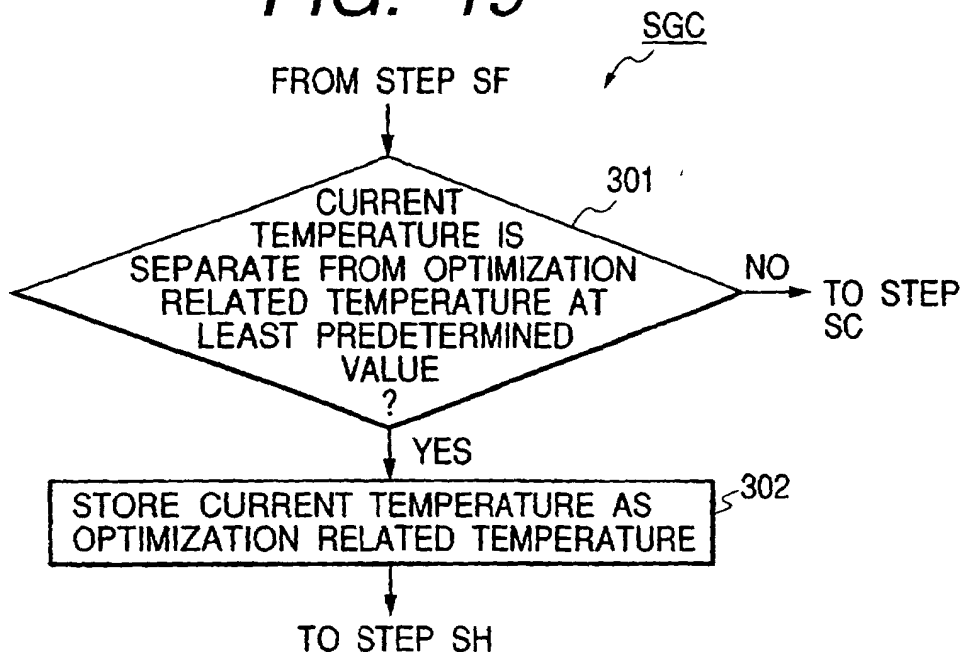 FIG. 19
SGC
FROM STEP SF
301
CURRENT
TEMPERATURE IS
SEPARATE FROM OPTIMIZATION
RELATED TEMPERATURE AT
LEAST PREDETERMINED
VALUE
?
NO
TO STEP
SC
YES
STORE CURRENT TEMPERATURE AS
OPTIMIZATION RELATED TEMPERATURE
302
TO STEP SH